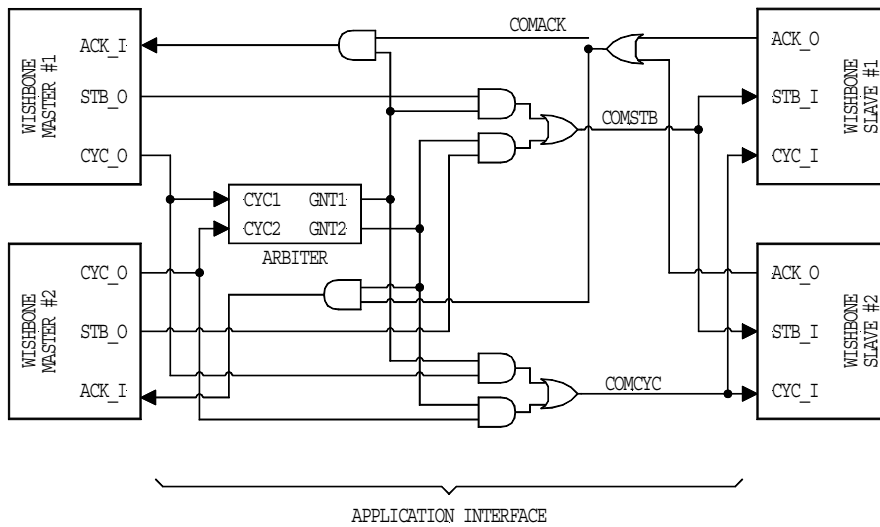 WISHBONE
MASTER #1
ACK_I
STB_O
CYC_O
COMACK
COMSTB
ACK_O
STB_I
CYC_I
WISHBONE
SLAVE #1
CYC1
CYC2
GNT1
GNT2
ARBITER
WISHBONE
MASTER #2
CYC_O
STB_O
ACK_I
COMCYC
ACK_O
STB_I
CYC_I
WISHBONE
SLAVE #2
APPLICATION INTERFACE